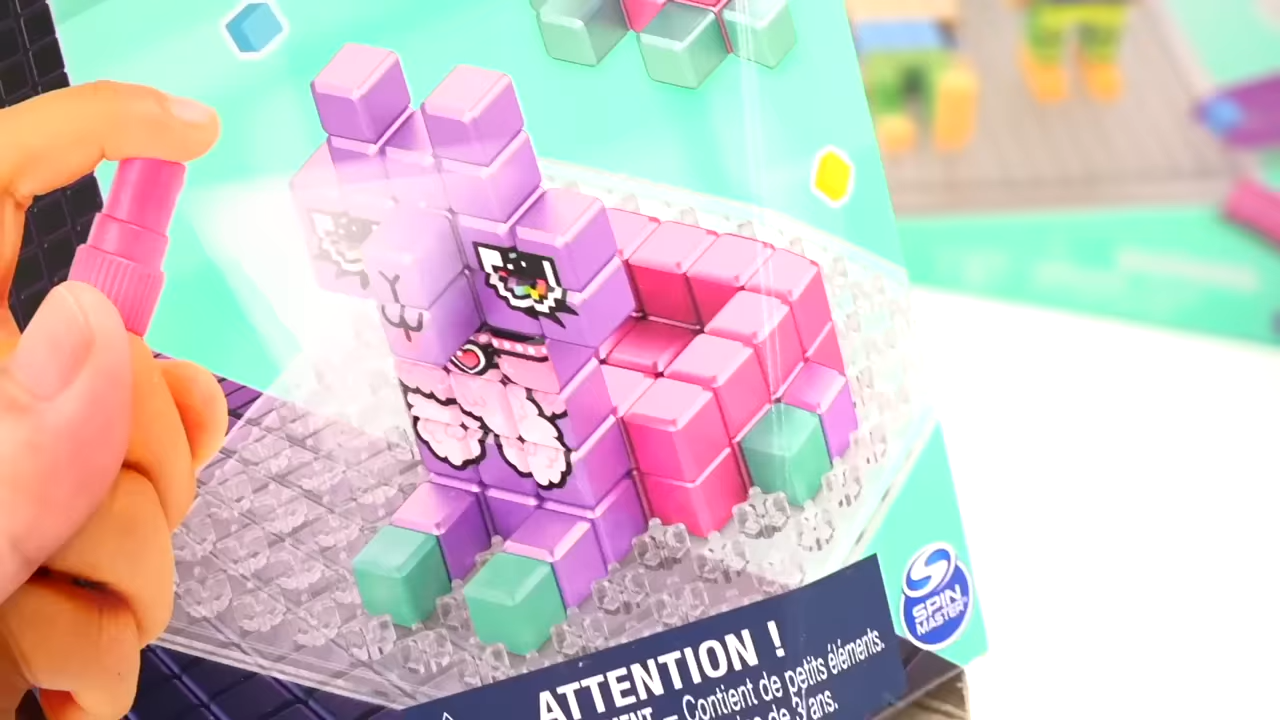 SPIN
MASTER
ATTENTION !
– Contient de petits éléments.
de 3 ans.